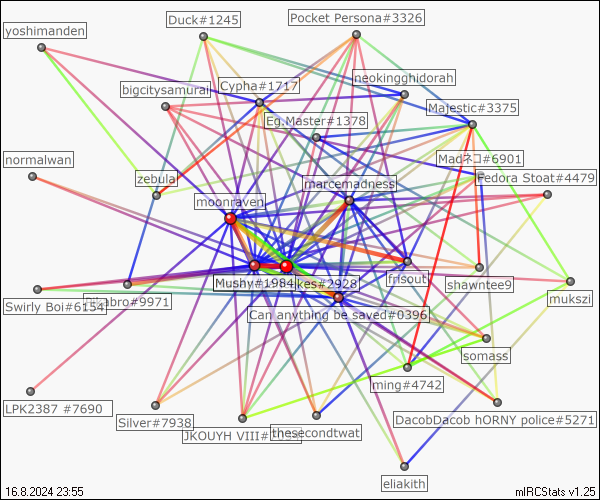 Duck#1245
Pocket Persona#3326
yoshimanden
neokingghidorah
bigcitysamurai
Cypha#1717
Majestic#3375
Eg.Master#1378
normalwan
Madネコ#6901
zebula
marcemadness
Fedora Stoat#4479
moonraven
Mushy#1984
kes#2928
frisout
shawntee9
mukszi
Swirly Boi#6154
abro#9971
Can,anything be saved#0396
somass
ming#4742
LPK2387 #7690
Silver#7938
JKOUYH VIII#
thesecondtwat
DacobDacob hORNY police#5271
eliakith
16.8.2024 23:55
mIRCStats v1.25